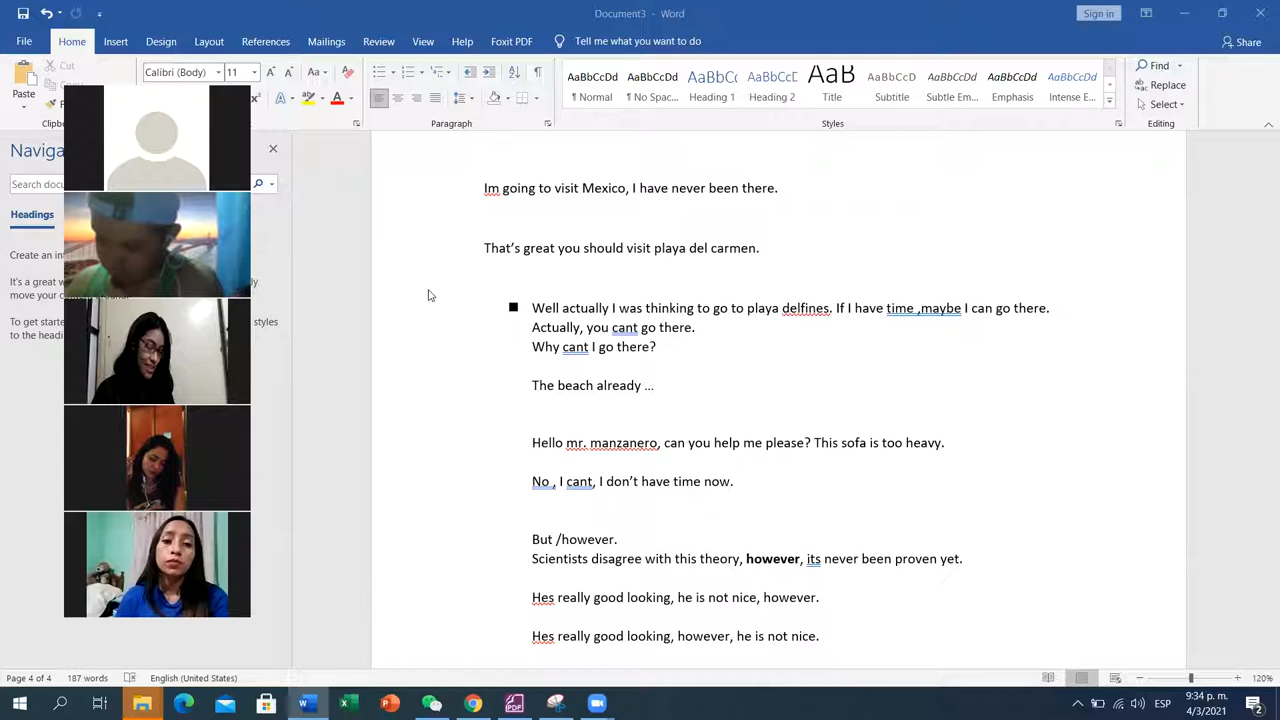 Document2 - Word
Sign in
File Home Insert Design Layout References Mailings Review View Help Foxit PDF Tell me what you want to do
Share
Cut
Paste
Calibri (Body) 11
Find
Replace
Select
AaBbCcDd AaBbCcDd AaBbCc AaBbCcD AaB AaBbCcD AaBbCcDd AaBbCcDd AaBbCcDd
¶ Normal ¶ No Spac... Heading 1 Heading 2 Title Subtitle Subtle Em... Emphasis Intense E...
Paragraph Styles Editing
Headings
Im going to visit Mexico, I have never been there.
That's great you should visit playa del carmen.
Well actually I was thinking to go to playa delfines. If I have time ,maybe I can go there.
Actually, you cant go there.
Why cant I go there?
The beach already ...
Hello mr. manzanero, can you help me please? This sofa is too heavy.
No , I cant, I don't have time now.
But /however.
Scientists disagree with this theory, however, its never been proven yet.
Hes really good looking, he is not nice, however.
Hes really good looking, however, he is not nice.
Page 4 of 4 187 words English (United States)
120%
ESP
9:34 p. m.
4/3/2021
2